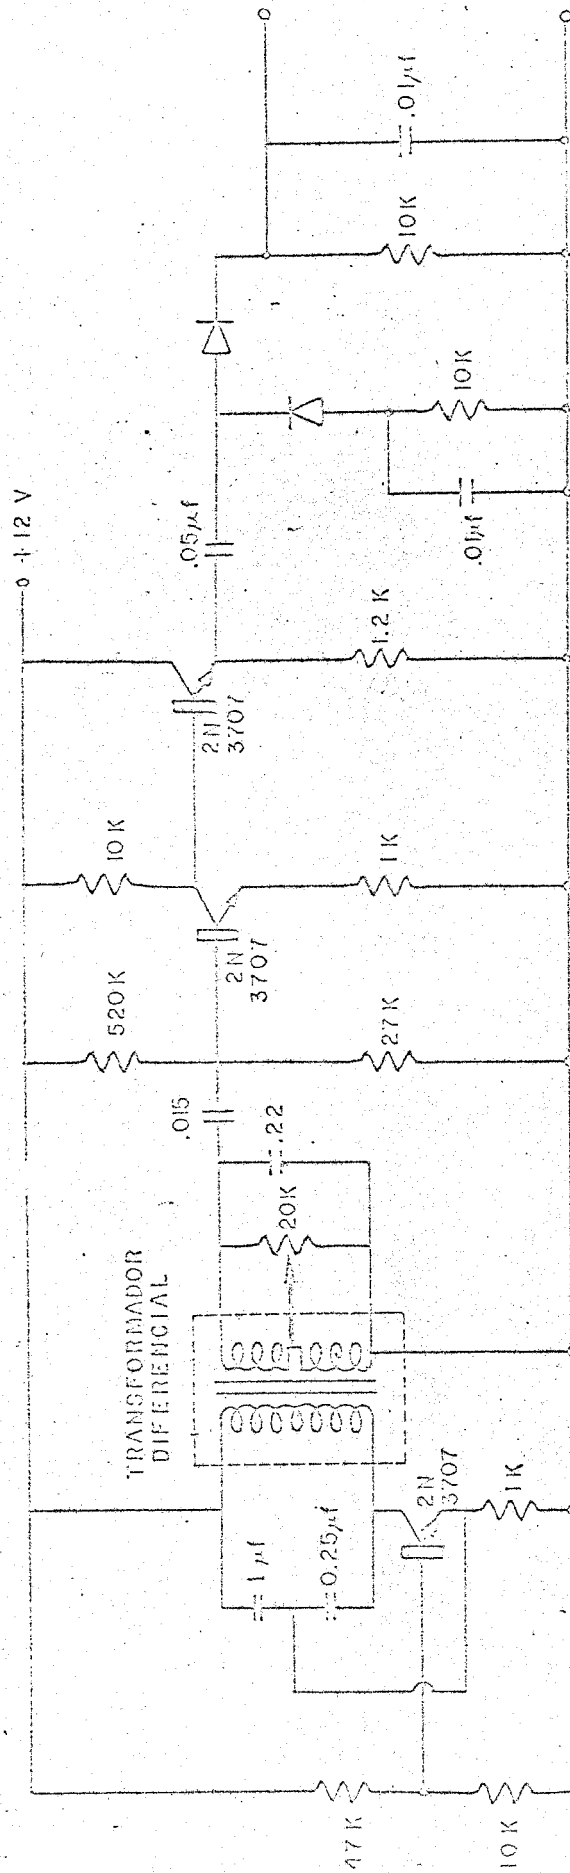 47K
10K
1 µf
0.25µf
2N
3707
1K
TRANSFORMADOR
DIFERENCIAL
20K
.22
.015
520K
27K
2N
3707
10K
1K
2N
3707
1.2K
+12 V
.05µf
.01µf
10K
10K
.01µf